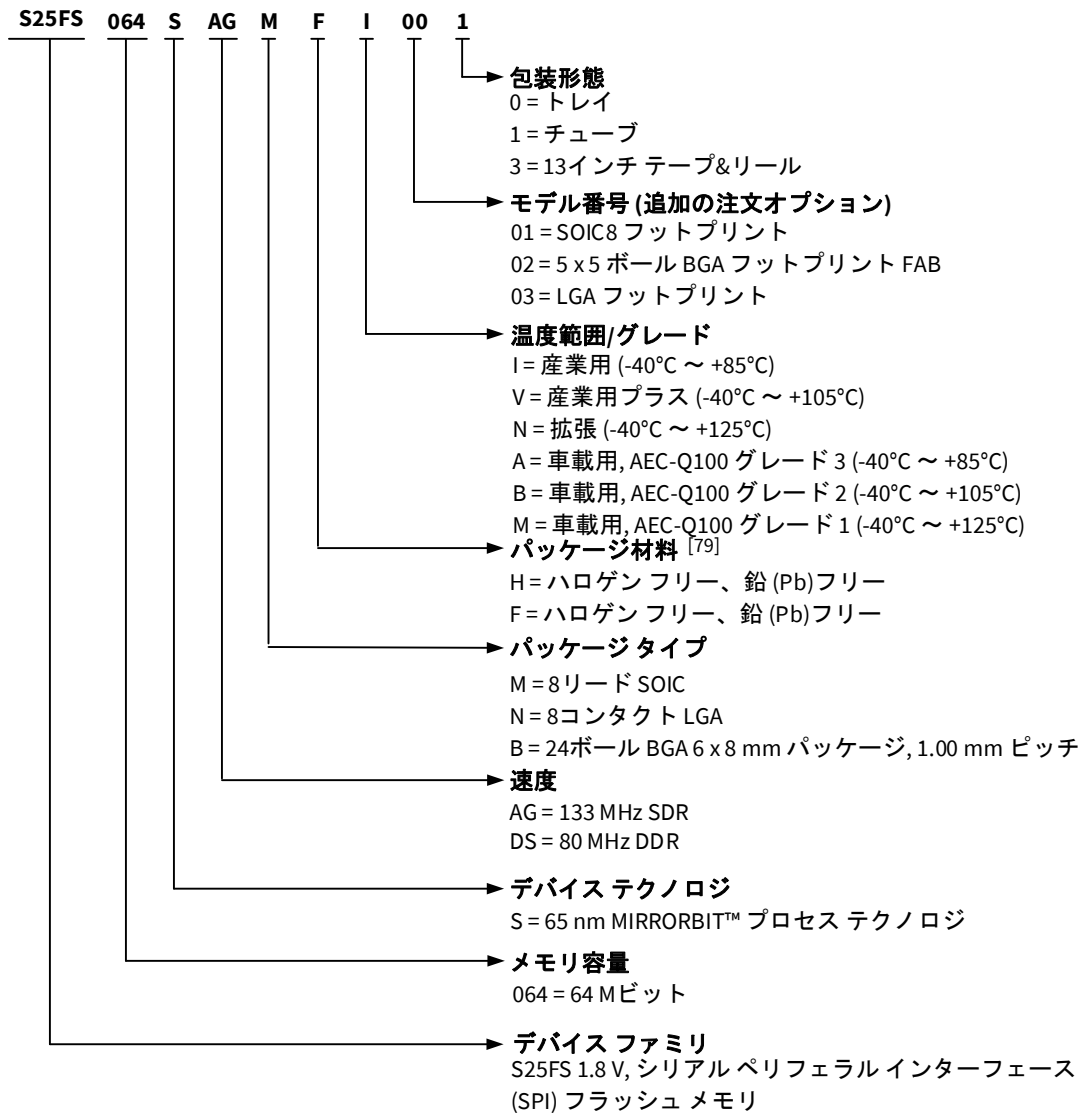 S25FS 064 S AG M F I 00 1
包装形態
0 = トレイ
1 = チューブ
3 = 13インチ テープ&リール
モデル番号 (追加の注文オプション)
01 = SOIC8 フットプリント
02 = 5 x 5 ボール BGA フットプリント FAB
03 = LGA フットプリント
温度範囲/グレード
I = 産業用 (-40°C ～ +85°C)
V = 産業用プラス (-40°C ～ +105°C)
N = 拡張 (-40°C ～ +125°C)
A = 車載用, AEC-Q100 グレード 3 (-40°C ～ +85°C)
B = 車載用, AEC-Q100 グレード 2 (-40°C ～ +105°C)
M = 車載用, AEC-Q100 グレード 1 (-40°C ～ +125°C)
パッケージ材料 [79]
H = ハロゲン フリー、鉛 (Pb)フリー
F = ハロゲン フリー、鉛 (Pb)フリー
パッケージ タイプ
M = 8リード SOIC
N = 8コンタクト LGA
B = 24ボール BGA 6 x 8 mm パッケージ, 1.00 mm ピッチ
速度
AG = 133 MHz SDR
DS = 80 MHz DDR
デバイス テクノロジ
S = 65 nm MIRRORBIT™ プロセス テクノロジ
メモリ容量
064 = 64 Mビット
デバイス ファミリ
S25FS 1.8 V, シリアル ペリフェラル インターフェース
(SPI) フラッシュ メモリ